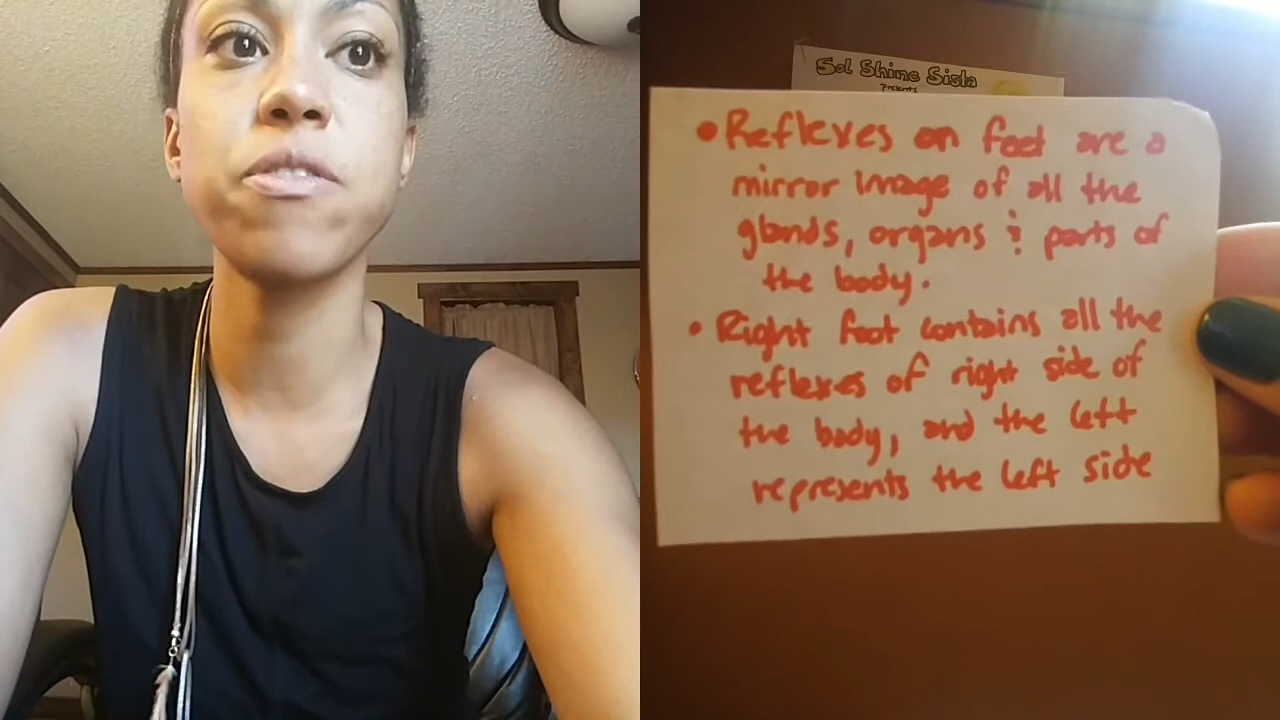 Sol Shine Sista
Presents
• Reflexes on feet are a
mirror image of all the
glands, organs & parts of
the body.
• Right foot contains all the
reflexes of right side of
the body, and the left
represents the left side